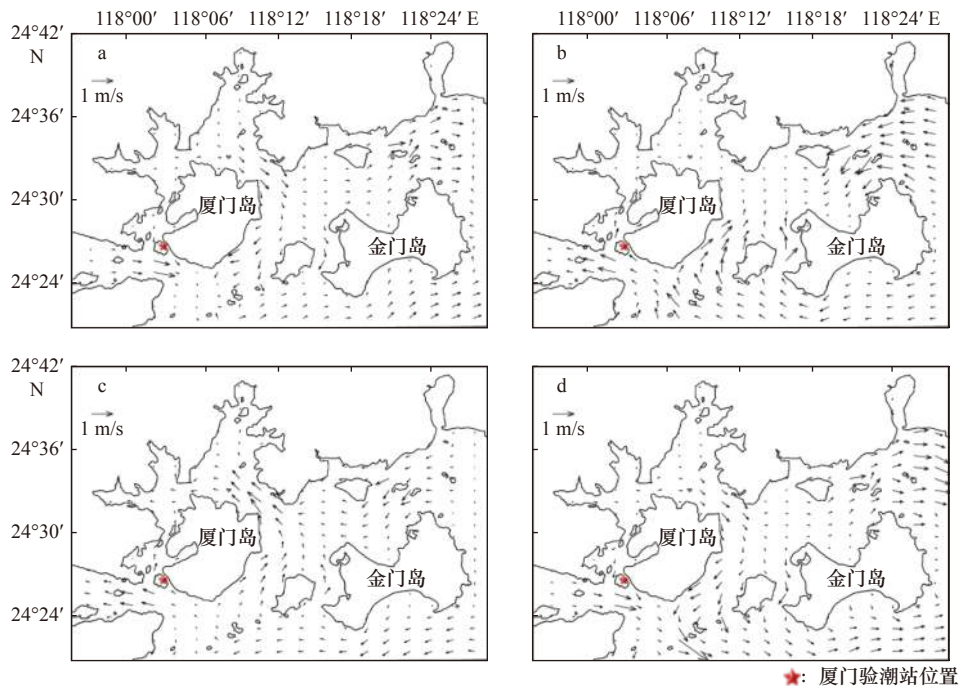 118°00′ 118°06′ 118°12′ 118°18′ 118°24′ E
118°00′ 118°06′ 118°12′ 118°18′ 118°24′ E
24°42′
N
a
1 m/s
24°36′
24°30′
24°24′
厦门岛
金门岛
b
1 m/s
厦门岛
金门岛
24°42′
N
c
1 m/s
24°36′
24°30′
24°24′
厦门岛
金门岛
d
1 m/s
厦门岛
金门岛
★: 厦门验潮站位置